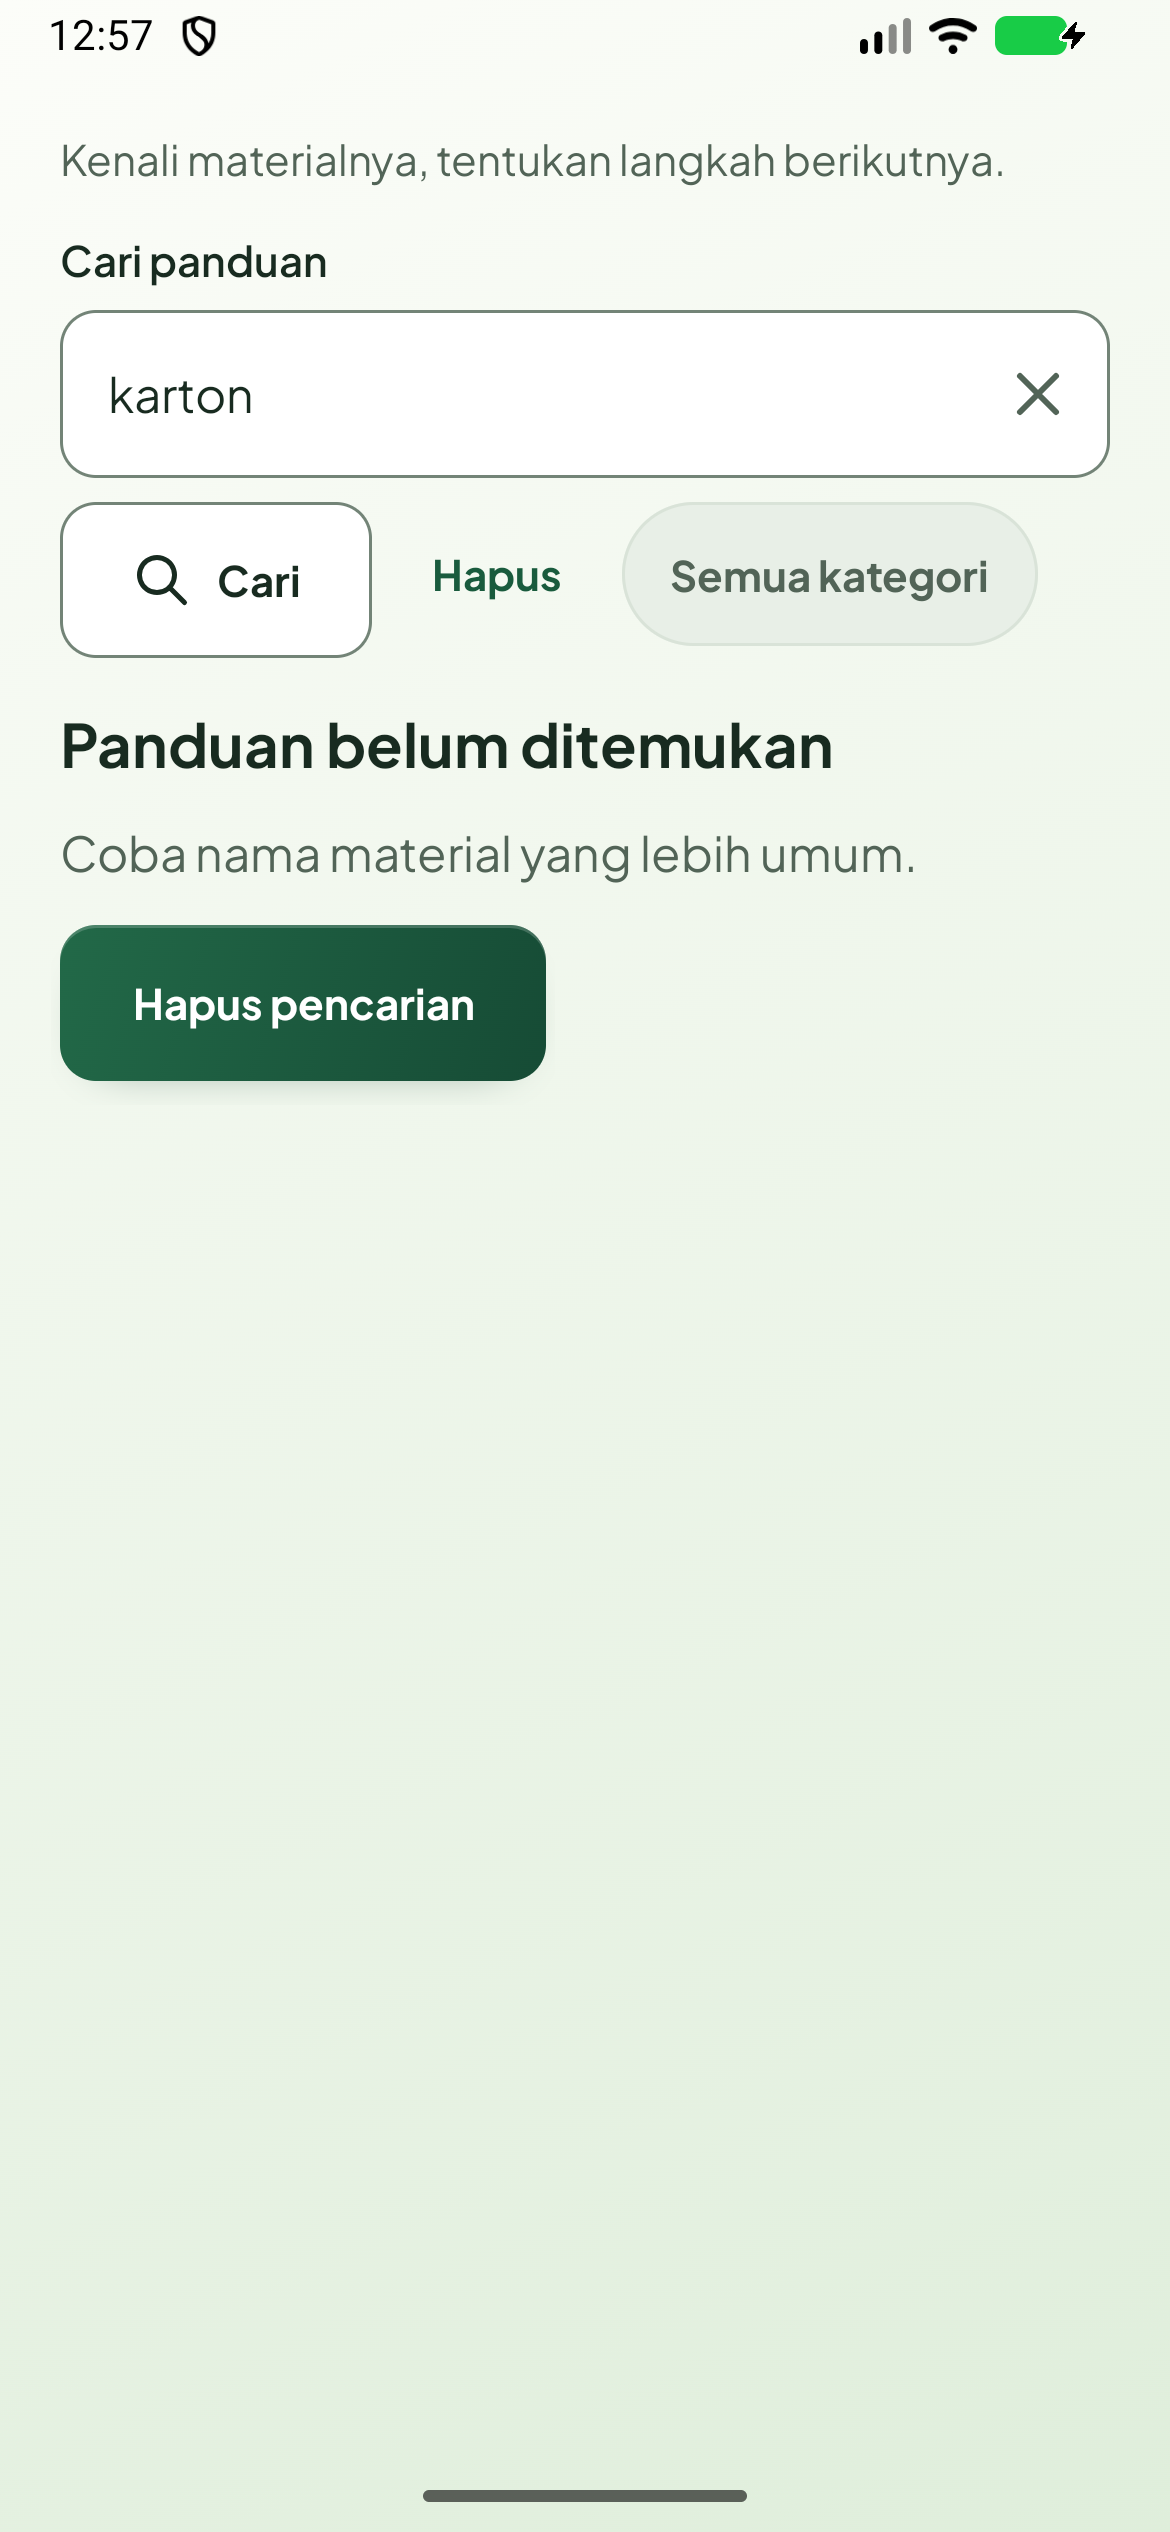 12:57
Kenali materialnya, tentukan langkah berikutnya.
Cari panduan
karton
Cari
Hapus
Semua kategori
Panduan belum ditemukan
Coba nama material yang lebih umum.
Hapus pencarian